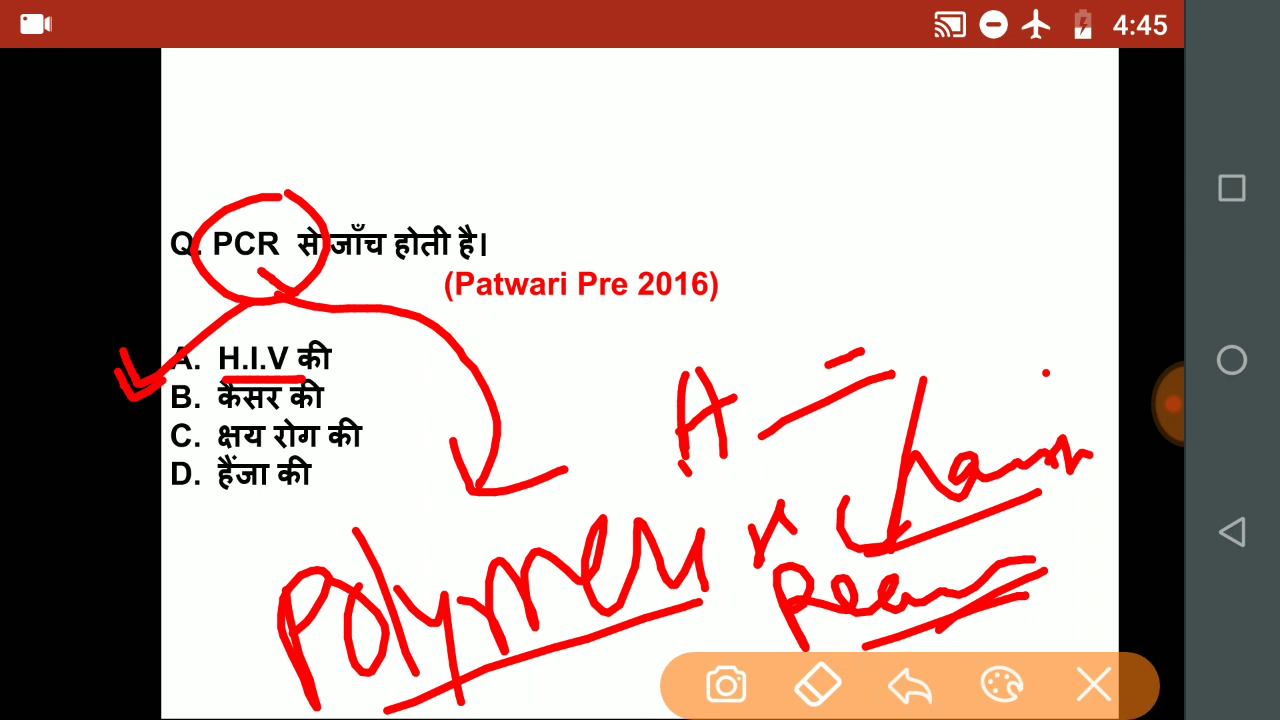 4:45
Q. PCR से जाँच होती है।
(Patwari Pre 2016)
A. H.I.V की
B. कैंसर की
C. क्षय रोग की
D. हैंजा की
A
Polymer
chain